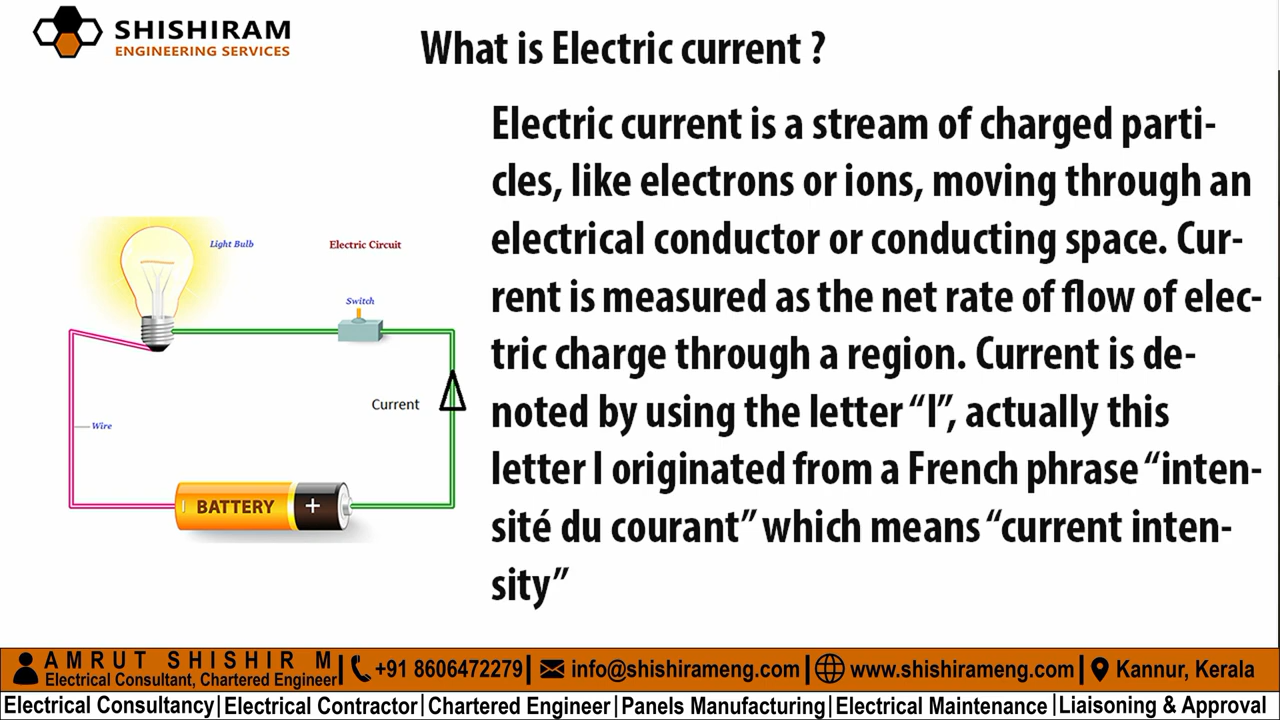 SHISHIRAM
ENGINEERING SERVICES
What is Electric current ?
Electric current is a stream of charged parti-
cles, like electrons or ions, moving through an
electrical conductor or conducting space. Cur-
rent is measured as the net rate of flow of elec-
tric charge through a region. Current is de-
noted by using the letter “I”, actually this
letter I originated from a French phrase “inten-
sité du courant” which means “current inten-
sity”
Light Bulb
Electric Circuit
Switch
Current
Wire
BATTERY
+
AMRUT SHISHIR M
Electrical Consultant, Chartered Engineer
+91 8606472279
info@shishirameng.com
www.shishirameng.com
Kannur, Kerala
Electrical Consultancy | Electrical Contractor | Chartered Engineer | Panels Manufacturing | Electrical Maintenance | Liaisoning & Approval